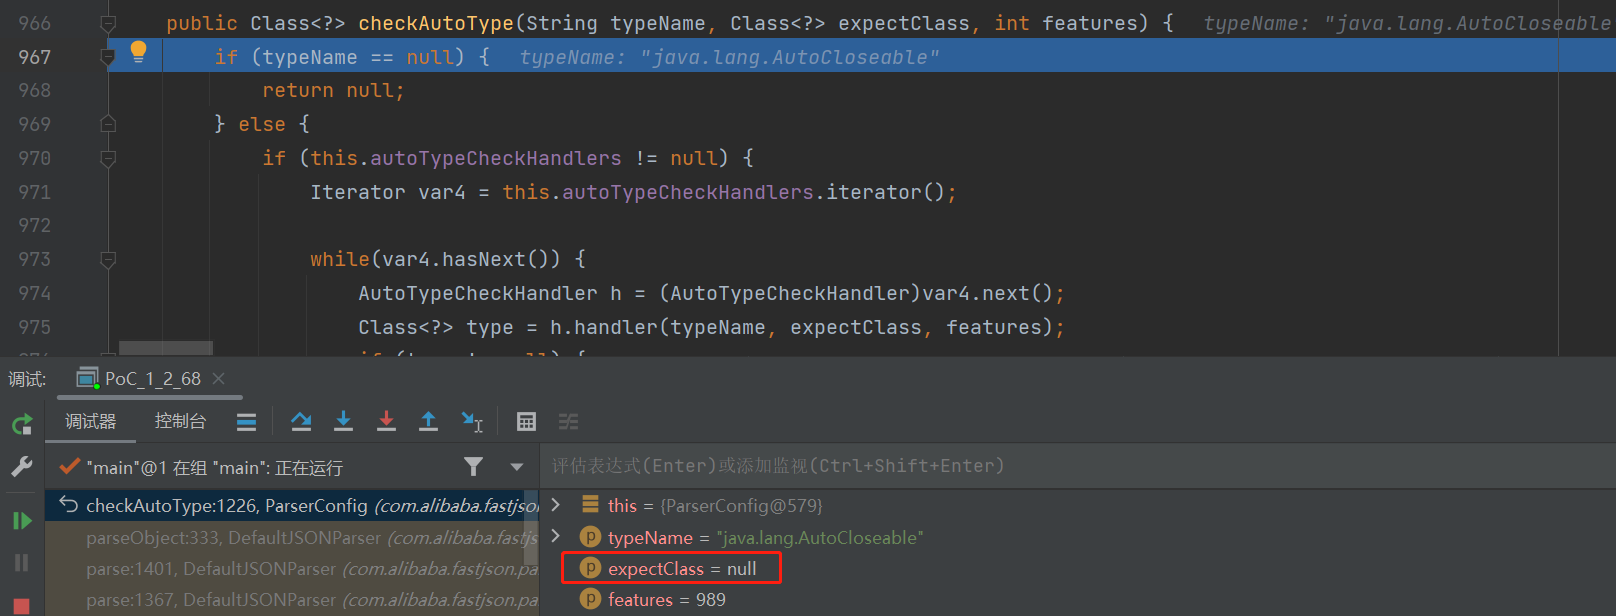 966 public Class<?> checkAutoType(String typeName, Class<?> expectClass, int features) { typeName: "java.lang.AutoCloseable
967 if (typeName == null) { typeName: "java.lang.AutoCloseable"
968 return null;
969 } else {
970 if (this.autoTypeCheckHandlers != null) {
971 Iterator var4 = this.autoTypeCheckHandlers.iterator();
972
973 while(var4.hasNext()) {
974 AutoTypeCheckHandler h = (AutoTypeCheckHandler)var4.next();
975 Class<?> type = h.handler(typeName, expectClass, features);
调试: PoC_1_2_68
调试器 控制台
"main"@1 在组 "main": 正在运行
评估表达式(Enter)或添加监视(Ctrl+Shift+Enter)
checkAutoType:1226, ParserConfig (com.alibaba.fastjso
this = {ParserConfig@579}
parseObject:333, DefaultJSONParser (com.alibaba.fastjs
p typeName = "java.lang.AutoCloseable"
parse:1401, DefaultJSONParser (com.alibaba.fastjson.pa
p expectClass = null
parse:1367, DefaultJSONParser (com.alibaba.fastjson.pa
p features = 989